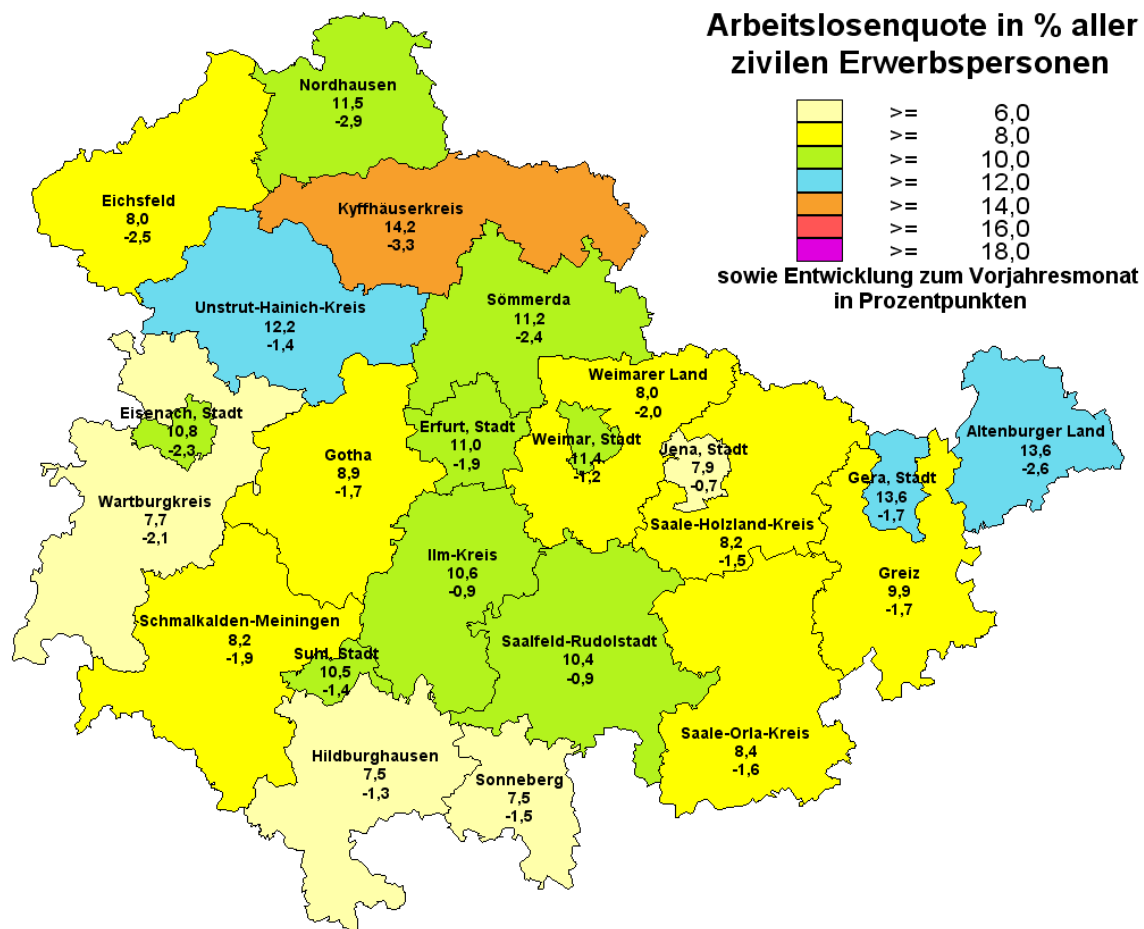 Arbeitslosenquote in % aller
zivilen Erwerbspersonen
>= 6,0
>= 8,0
>= 10,0
>= 12,0
>= 14,0
>= 16,0
>= 18,0
sowie Entwicklung zum Vorjahresmonat
in Prozentpunkten
Nordhausen
11,5
-2,9
Eichsfeld
8,0
-2,5
Kyffhäuserkreis
14,2
-3,3
Unstrut-Hainich-Kreis
12,2
-1,4
Sömmerda
11,2
-2,4
Weimarer Land
8,0
-2,0
Eisenach, Stadt
10,8
-2,3
Erfurt, Stadt
11,0
-1,9
Weimar, Stadt
11,4
-1,2
Jena, Stadt
7,9
-0,7
Gera, Stadt
13,6
-1,7
Altenburger Land
13,6
-2,6
Gotha
8,9
-1,7
Wartburgkreis
7,7
-2,1
Saale-Holzland-Kreis
8,2
-1,5
Ilm-Kreis
10,6
-0,9
Greiz
9,9
-1,7
Schmalkalden-Meiningen
8,2
-1,9
Suhl, Stadt
10,5
-1,4
Saalfeld-Rudolstadt
10,4
-0,9
Saale-Orla-Kreis
8,4
-1,6
Hildburghausen
7,5
-1,3
Sonneberg
7,5
-1,5